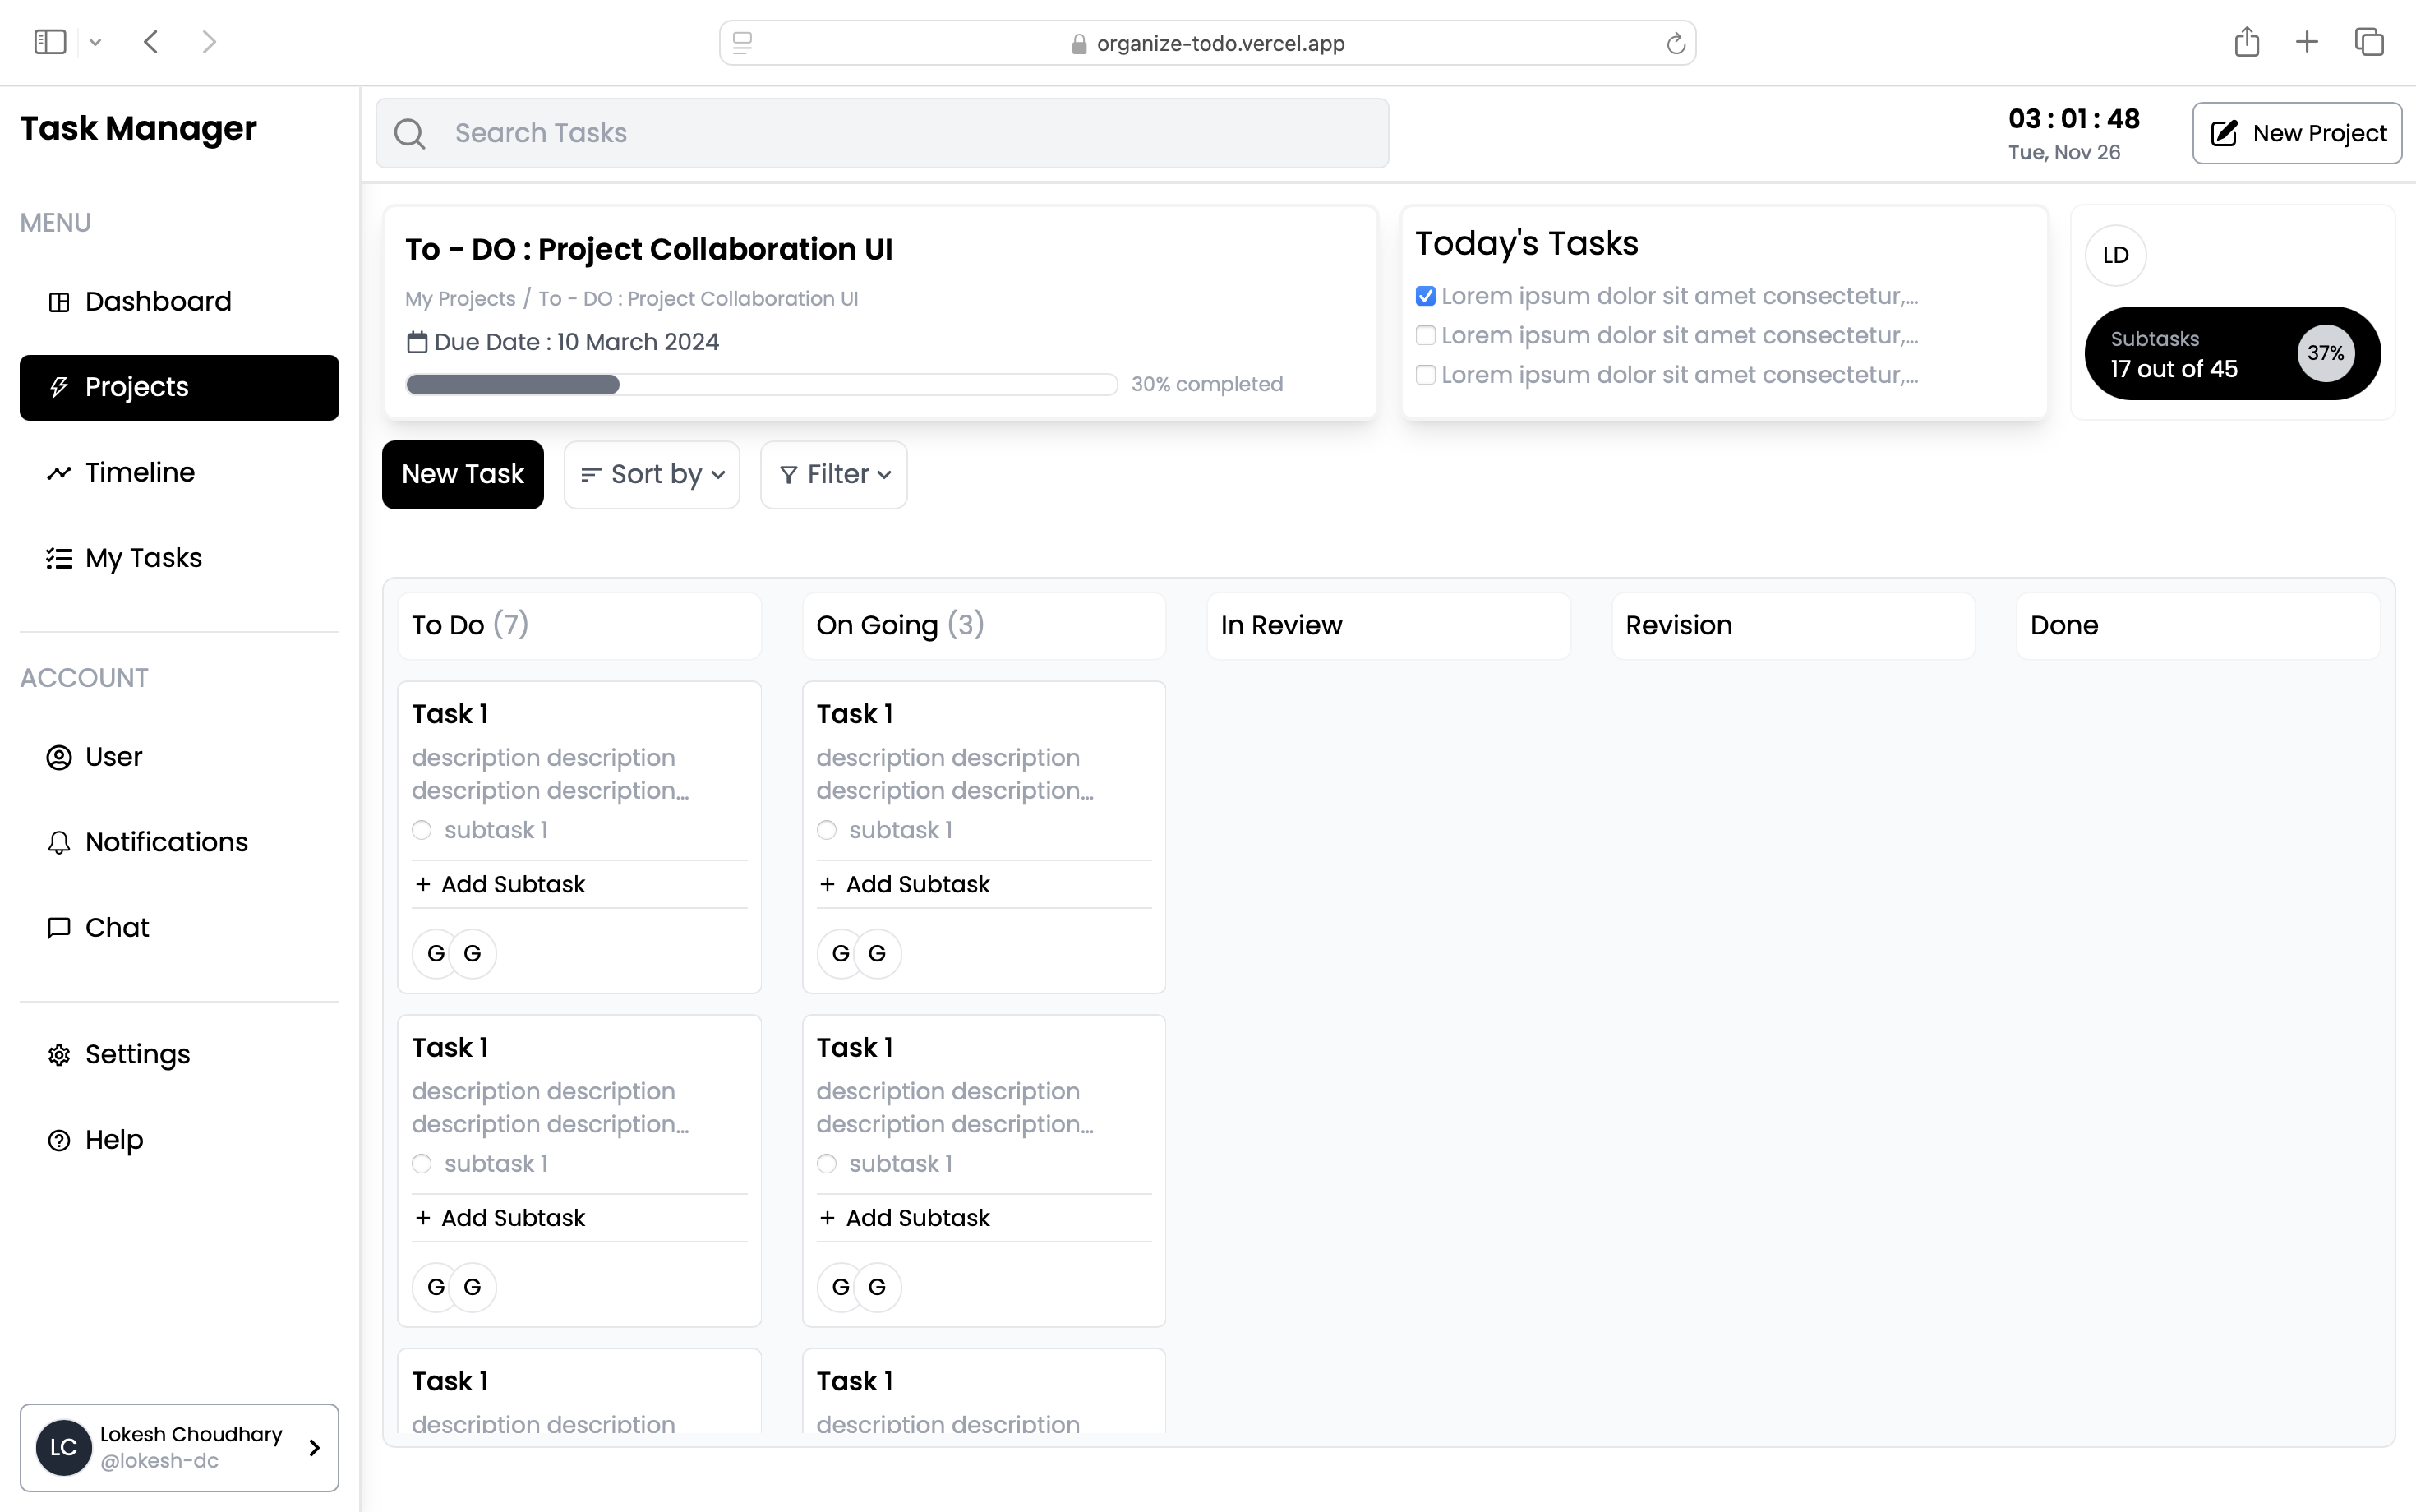 organize-todo.vercel.app
Task Manager
Search Tasks
03 : 01 : 48
Tue, Nov 26
New Project
MENU
Dashboard
Projects
Timeline
My Tasks
ACCOUNT
User
Notifications
Chat
Settings
Help
LC
Lokesh Choudhary
@lokesh-dc
To - DO : Project Collaboration UI
My Projects / To - DO : Project Collaboration UI
Due Date : 10 March 2024
30% completed
Today's Tasks
Lorem ipsum dolor sit amet consectetur,...
Lorem ipsum dolor sit amet consectetur,...
Lorem ipsum dolor sit amet consectetur,...
LD
Subtasks
17 out of 45
37%
New Task
Sort by
Filter
To Do (7)
Task 1
description description
description description...
subtask 1
+ Add Subtask
G G
Task 1
description description
description description...
subtask 1
+ Add Subtask
G G
Task 1
description description
On Going (3)
Task 1
description description
description description...
subtask 1
+ Add Subtask
G G
Task 1
description description
description description...
subtask 1
+ Add Subtask
G G
Task 1
description description
In Review
Revision
Done